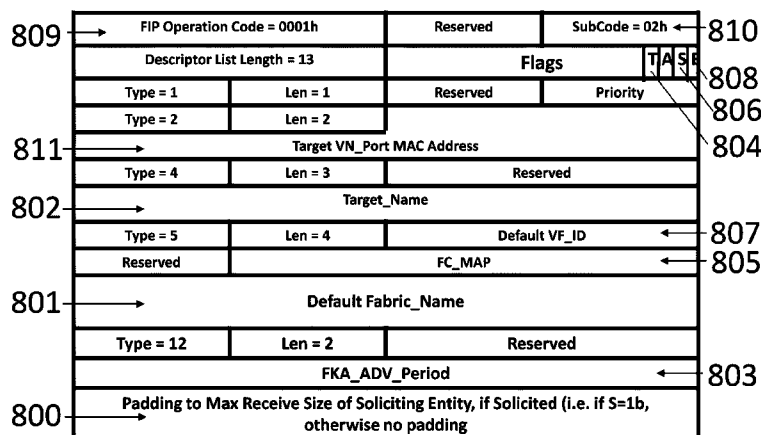 809 FIP Operation Code = 0001h Reserved SubCode = 02h 810
Descriptor List Length = 13 Flags T A S 808
Type = 1 Len = 1 Reserved Priority 806
Type = 2 Len = 2 804
811 Target VN_Port MAC Address
Type = 4 Len = 3 Reserved
802 Target_Name
Type = 5 Len = 4 Default VF_ID 807
Reserved FC_MAP 805
801 Default Fabric_Name
Type = 12 Len = 2 Reserved
FKA_ADV_Period 803
800 Padding to Max Receive Size of Soliciting Entity, if Solicited (i.e. if S=1b,
otherwise no padding